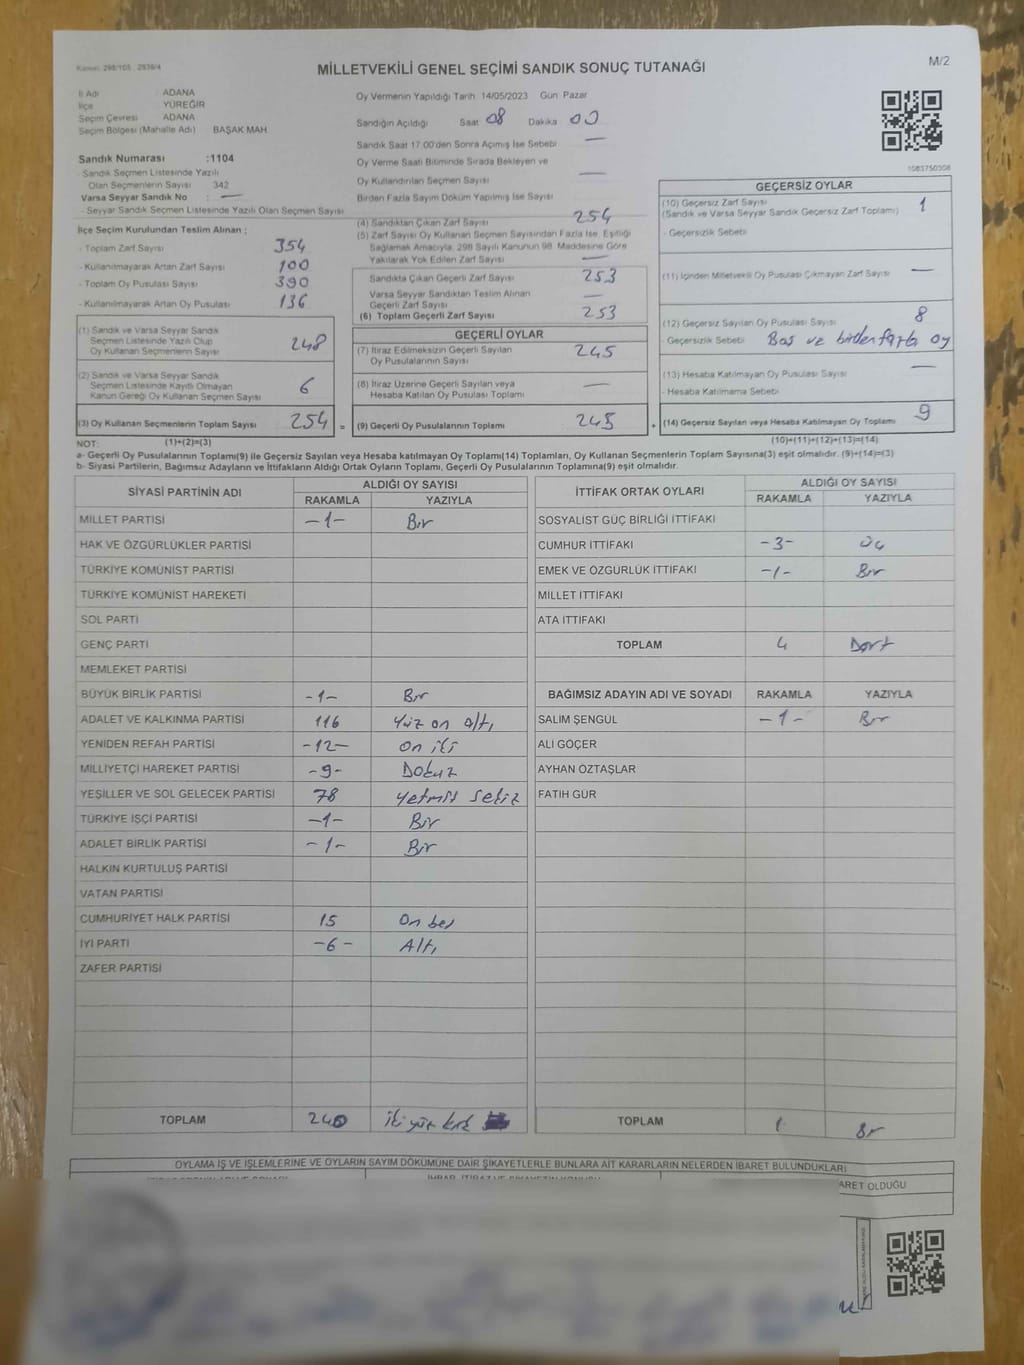 Kanun: 298/105 , 2839/4
MİLLETVEKİLİ GENEL SEÇİMİ SANDIK SONUÇ TUTANAĞI
M/2
İl Adı : ADANA
İlçe YÜREĞİR
Seçim Çevresi ADANA
Seçim Bölgesi (Mahalle Adı) BAŞAK MAH.
Sandık Numarası :1104
- Sandık Seçmen Listesinde Yazılı
Olan Seçmenlerin Sayısı 342
Varsa Seyyar Sandık No : —
- Seyyar Sandık Seçmen Listesinde Yazılı Olan Seçmen Sayısı
İlçe Seçim Kurulundan Teslim Alınan ;
- Toplam Zarf Sayısı 354
- Kullanılmayarak Artan Zarf Sayısı 100
- Toplam Oy Pusulası Sayısı 390
- Kullanılmayarak Artan Oy Pusulası 136
(1) Sandık ve Varsa Seyyar Sandık
Seçmen Listesinde Yazılı Olup
Oy Kullanan Seçmenlerin Sayısı 248
(2) Sandık ve Varsa Seyyar Sandık
Seçmen Listesinde Kayıtlı Olmayan
Kanun Gereği Oy Kullanan Seçmen Sayısı 6
(3) Oy Kullanan Seçmenlerin Toplam Sayısı 254 =
Oy Vermenin Yapıldığı Tarih 14/05/2023 Gün Pazar
Sandığın Açıldığı Saat 08 Dakika 00
Sandık Saat 17.00'den Sonra Açılmış İse Sebebi —
Oy Verme Saati Bitiminde Sırada Bekleyen ve
Oy Kullandırılan Seçmen Sayısı —
Birden Fazla Sayım Döküm Yapılmış İse Sayısı
(4) Sandıktan Çıkan Zarf Sayısı 254
(5) Zarf Sayısı Oy Kullanan Seçmen Sayısından Fazla İse, Eşitliği
Sağlamak Amacıyla, 298 Sayılı Kanunun 98. Maddesine Göre
Yakılarak Yok Edilen Zarf Sayısı —
Sandıkta Çıkan Geçerli Zarf Sayısı 253
Varsa Seyyar Sandıktan Teslim Alınan
Geçerli Zarf Sayısı —
(6) Toplam Geçerli Zarf Sayısı 253
GEÇERLİ OYLAR
(7) İtiraz Edilmeksizin Geçerli Sayılan
Oy Pusulalarının Sayısı 245
(8) İtiraz Üzerine Geçerli Sayılan veya
Hesaba Katılan Oy Pusulası Toplamı —
(9) Geçerli Oy Pusulalarının Toplamı 245 +
1083750308
GEÇERSİZ OYLAR
(10) Geçersiz Zarf Sayısı 1
(Sandık ve Varsa Seyyar Sandık Geçersiz Zarf Toplamı)
- Geçersizlik Sebebi
(11) İçinden Milletvekili Oy Pusulası Çıkmayan Zarf Sayısı —
(12) Geçersiz Sayılan Oy Pusulası Sayısı 8
- Geçersizlik Sebebi Boş ve birden fazla oy
(13) Hesaba Katılmayan Oy Pusulası Sayısı —
- Hesaba Katılmama Sebebi
(14) Geçersiz Sayılan veya Hesaba Katılmayan Oy Toplamı 9
NOT: (1)+(2)=(3) (10)+(11)+(12)+(13)=(14)
a- Geçerli Oy Pusulalarının Toplamı(9) ile Geçersiz Sayılan veya Hesaba katılmayan Oy Toplamı(14) Toplamları, Oy Kullanan Seçmenlerin Toplam Sayısına(3) eşit olmalıdır. (9)+(14)=(3)
b- Siyasi Partilerin, Bağımsız Adayların ve İttifakların Aldığı Ortak Oyların Toplamı, Geçerli Oy Pusulalarının Toplamına(9) eşit olmalıdır.
SİYASİ PARTİNİN ADI ALDIĞI OY SAYISI
RAKAMLA YAZIYLA
MİLLET PARTİSİ -1- Bir
HAK VE ÖZGÜRLÜKLER PARTİSİ
TÜRKİYE KOMÜNİST PARTİSİ
TÜRKİYE KOMÜNİST HAREKETİ
SOL PARTİ
GENÇ PARTİ
MEMLEKET PARTİSİ
BÜYÜK BİRLİK PARTİSİ -1- Bir
ADALET VE KALKINMA PARTİSİ 116 Yüz on altı
YENİDEN REFAH PARTİSİ -12- on iki
MİLLİYETÇİ HAREKET PARTİSİ -9- Dokuz
YEŞİLLER VE SOL GELECEK PARTİSİ 78 Yetmiş sekiz
TÜRKİYE İŞÇİ PARTİSİ -1- Bir
ADALET BİRLİK PARTİSİ -1- Bir
HALKIN KURTULUŞ PARTİSİ
VATAN PARTİSİ
CUMHURİYET HALK PARTİSİ 15 On beş
İYİ PARTİ -6- Altı
ZAFER PARTİSİ
TOPLAM 240 iki yüz kırk
İTTİFAK ORTAK OYLARI ALDIĞI OY SAYISI
RAKAMLA YAZIYLA
SOSYALİST GÜÇ BİRLİĞİ İTTİFAKI
CUMHUR İTTİFAKI -3- Üç
EMEK VE ÖZGÜRLÜK İTTİFAKI -1- Bir
MİLLET İTTİFAKI
ATA İTTİFAKI
TOPLAM 4 Dört
BAĞIMSIZ ADAYIN ADI VE SOYADI RAKAMLA YAZIYLA
SALİM ŞENGÜL -1- Bir
ALİ GÖÇER
AYHAN ÖZTAŞLAR
FATİH GÜR
TOPLAM 1 Bir
OYLAMA İŞ VE İŞLEMLERİNE VE OYLARIN SAYIM DÖKÜMÜNE DAİR ŞİKAYETLERLE BUNLARA AİT KARARLARIN NELERDEN İBARET BULUNDUKLARI
ARET OLDUĞU